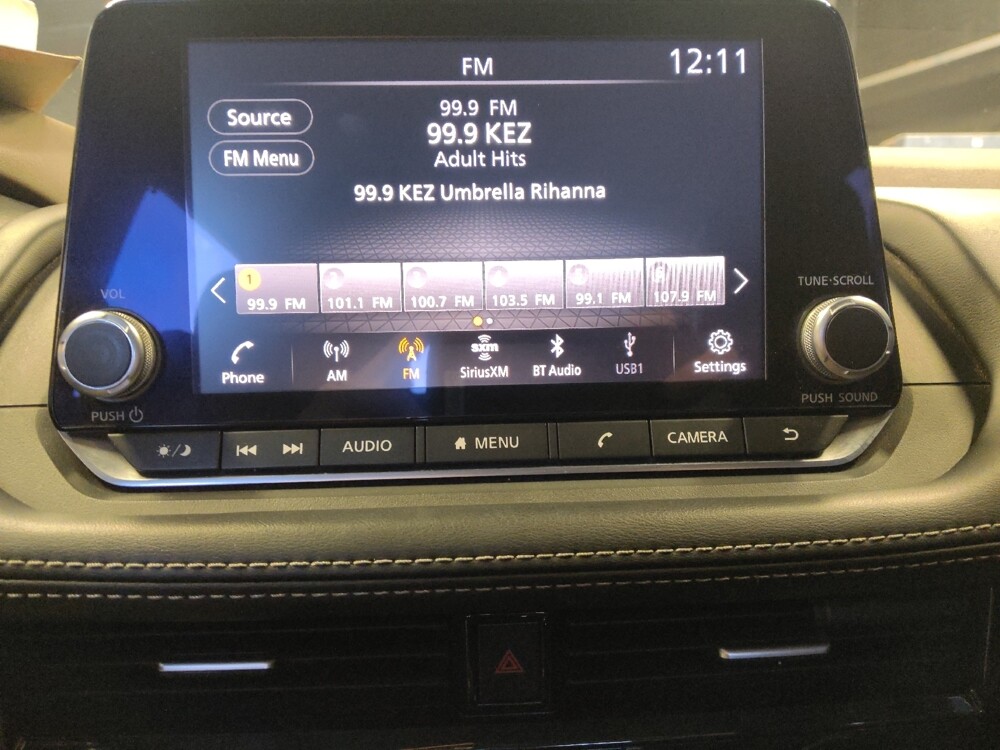 FM
12:11
Source
99.9 FM
99.9 KEZ
FM Menu
Adult Hits
99.9 KEZ Umbrella Rihanna
1
99.9 FM
101.1 FM
100.7 FM
103.5 FM
99.1 FM
107.9 FM
VOL
TUNE·SCROLL
Phone
AM
FM
sxm
SiriusXM
BT Audio
USB1
Settings
PUSH
PUSH SOUND
AUDIO
MENU
CAMERA